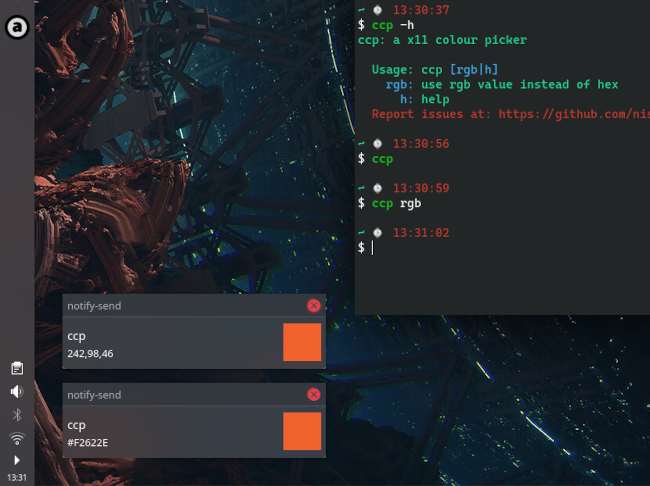 a
~ 13:30:37
$ ccp -h
ccp: a x11 colour picker
Usage: ccp [rgb|h]
rgb: use rgb value instead of hex
h: help
Report issues at: https://github.com/nis
~ 13:30:56
$ ccp
~ 13:30:59
$ ccp rgb
~ 13:31:02
$
notify-send
ccp
242,98,46
notify-send
ccp
#F2622E
13:31